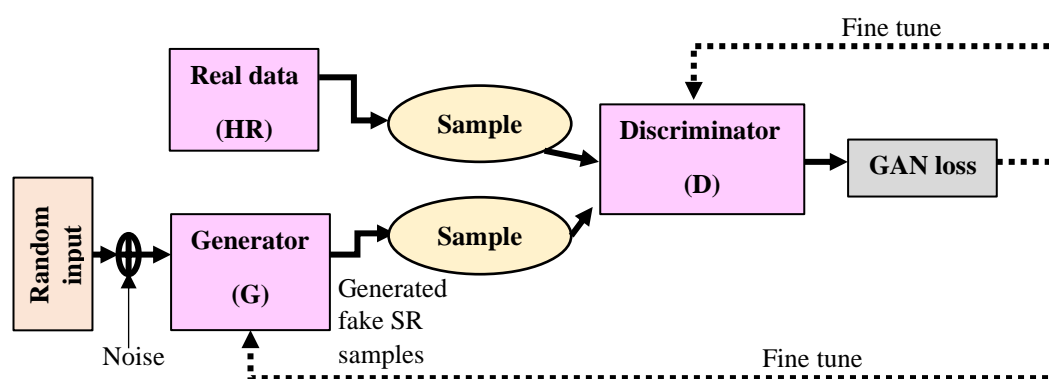 Fine tune
Real data
(HR)
Sample
Discriminator
(D)
GAN loss
Random
input
Generator
(G)
Sample
Generated
fake SR
samples
Noise
Fine tune